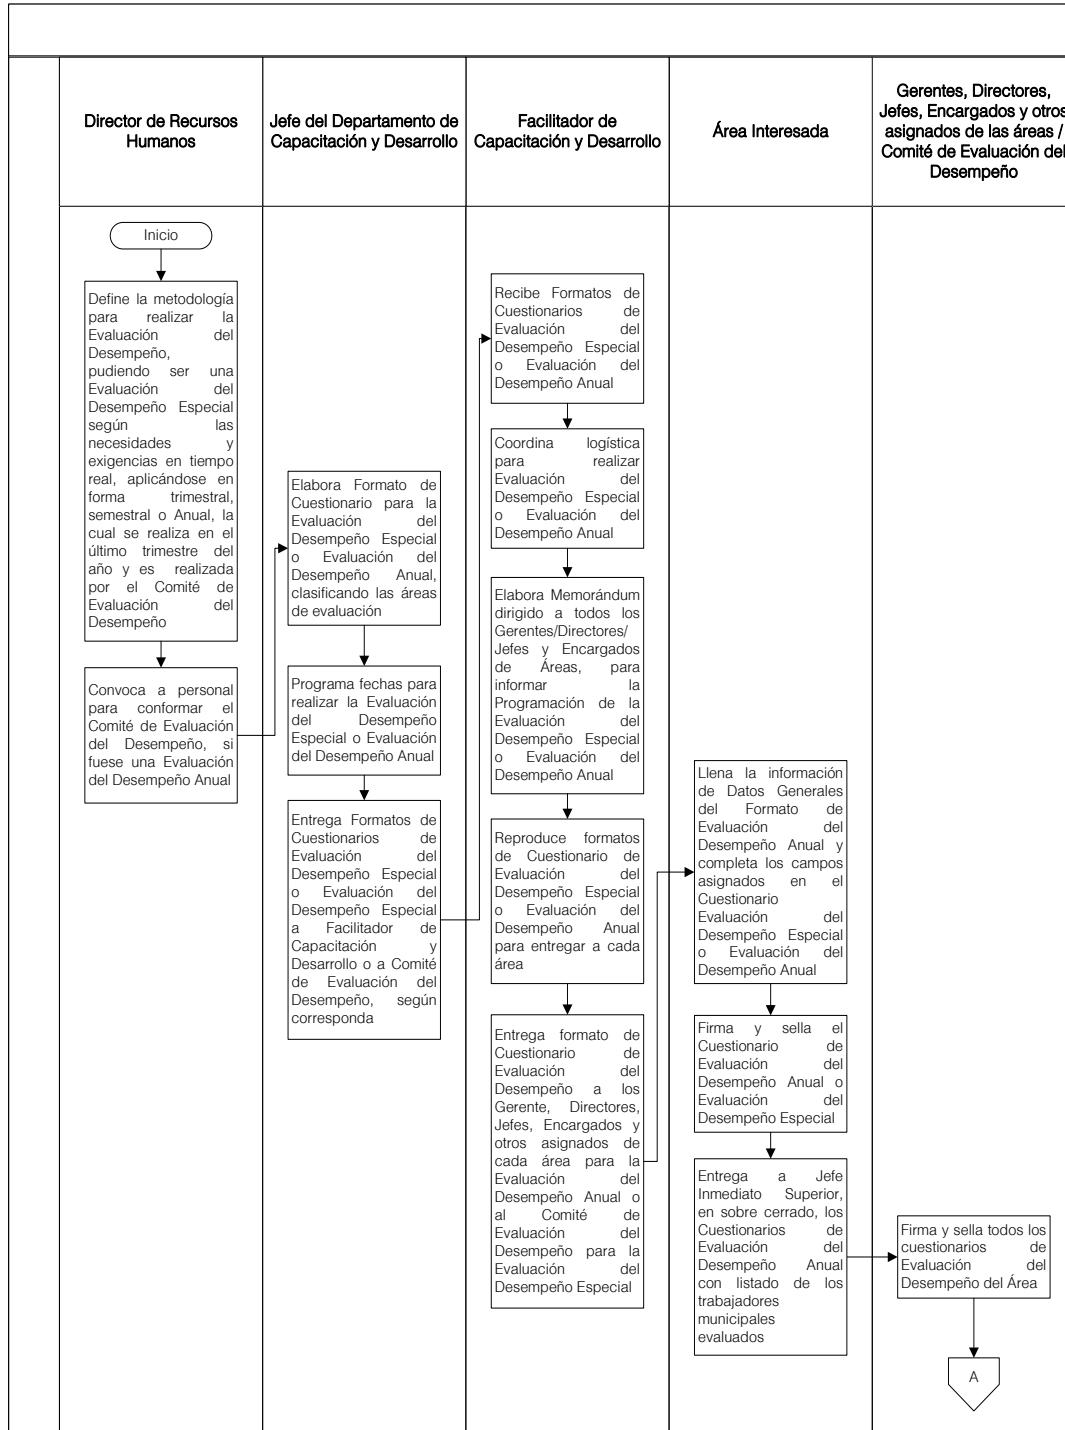 Director de Recursos
Humanos
Jefe del Departamento de
Capacitación y Desarrollo
Facilitador de
Capacitación y Desarrollo
Área Interesada
Gerentes, Directores,
Jefes, Encargados y otros
asignados de las áreas /
Comité de Evaluación del
Desempeño
Inicio
Define la metodología
para realizar la
Evaluación del
Desempeño,
pudiendo ser una
Evaluación del
Desempeño Especial
según las
necesidades y
exigencias en tiempo
real, aplicándose en
forma trimestral,
semestral o Anual, la
cual se realiza en el
último trimestre del
año y es realizada
por el Comité de
Evaluación del
Desempeño
Convoca a personal
para conformar el
Comité de Evaluación
del Desempeño, si
fuese una Evaluación
del Desempeño Anual
Elabora Formato de
Cuestionario para la
Evaluación del
Desempeño Especial
o Evaluación del
Desempeño Anual,
clasificando las áreas
de evaluación
Programa fechas para
realizar la Evaluación
del Desempeño
Especial o Evaluación
del Desempeño Anual
Entrega Formatos de
Cuestionarios de
Evaluación del
Desempeño Especial
o Evaluación del
Desempeño Especial
a Facilitador de
Capacitación y
Desarrollo o a Comité
de Evaluación del
Desempeño, según
corresponda
Recibe Formatos de
Cuestionarios de
Evaluación del
Desempeño Especial
o Evaluación del
Desempeño Anual
Coordina logística
para realizar
Evaluación del
Desempeño Especial
o Evaluación del
Desempeño Anual
Elabora Memorándum
dirigido a todos los
Gerentes/Directores/
Jefes y Encargados
de Áreas, para
informar la
Programación de la
Evaluación del
Desempeño Especial
o Evaluación del
Desempeño Anual
Reproduce formatos
de Cuestionario de
Evaluación del
Desempeño Especial
o Evaluación del
Desempeño Anual
para entregar a cada
área
Entrega formato de
Cuestionario de
Evaluación del
Desempeño a los
Gerente, Directores,
Jefes, Encargados y
otros asignados de
cada área para la
Evaluación del
Desempeño Anual o
al Comité de
Evaluación del
Desempeño para la
Evaluación del
Desempeño Especial
Llena la información
de Datos Generales
del Formato de
Evaluación del
Desempeño Anual y
completa los campos
asignados en el
Cuestionario
Evaluación del
Desempeño Especial
o Evaluación del
Desempeño Anual
Firma y sella el
Cuestionario de
Evaluación del
Desempeño Anual o
Evaluación del
Desempeño Especial
Entrega a Jefe
Inmediato Superior,
en sobre cerrado, los
Cuestionarios de
Evaluación del
Desempeño Anual
con listado de los
trabajadores
municipales
evaluados
Firma y sella todos los
cuestionarios de
Evaluación del
Desempeño del Área
A